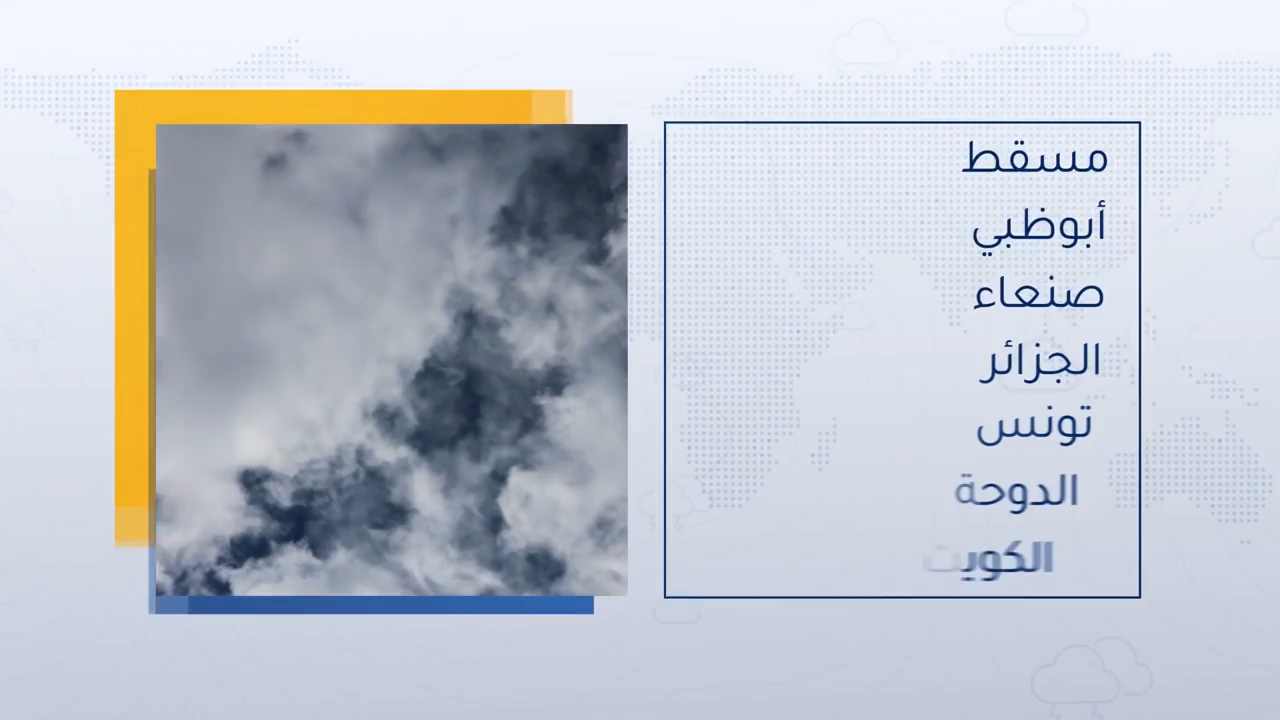 مسقط
أبوظبي
صنعاء
الجزائر
تونس
الدوحة
الكويت